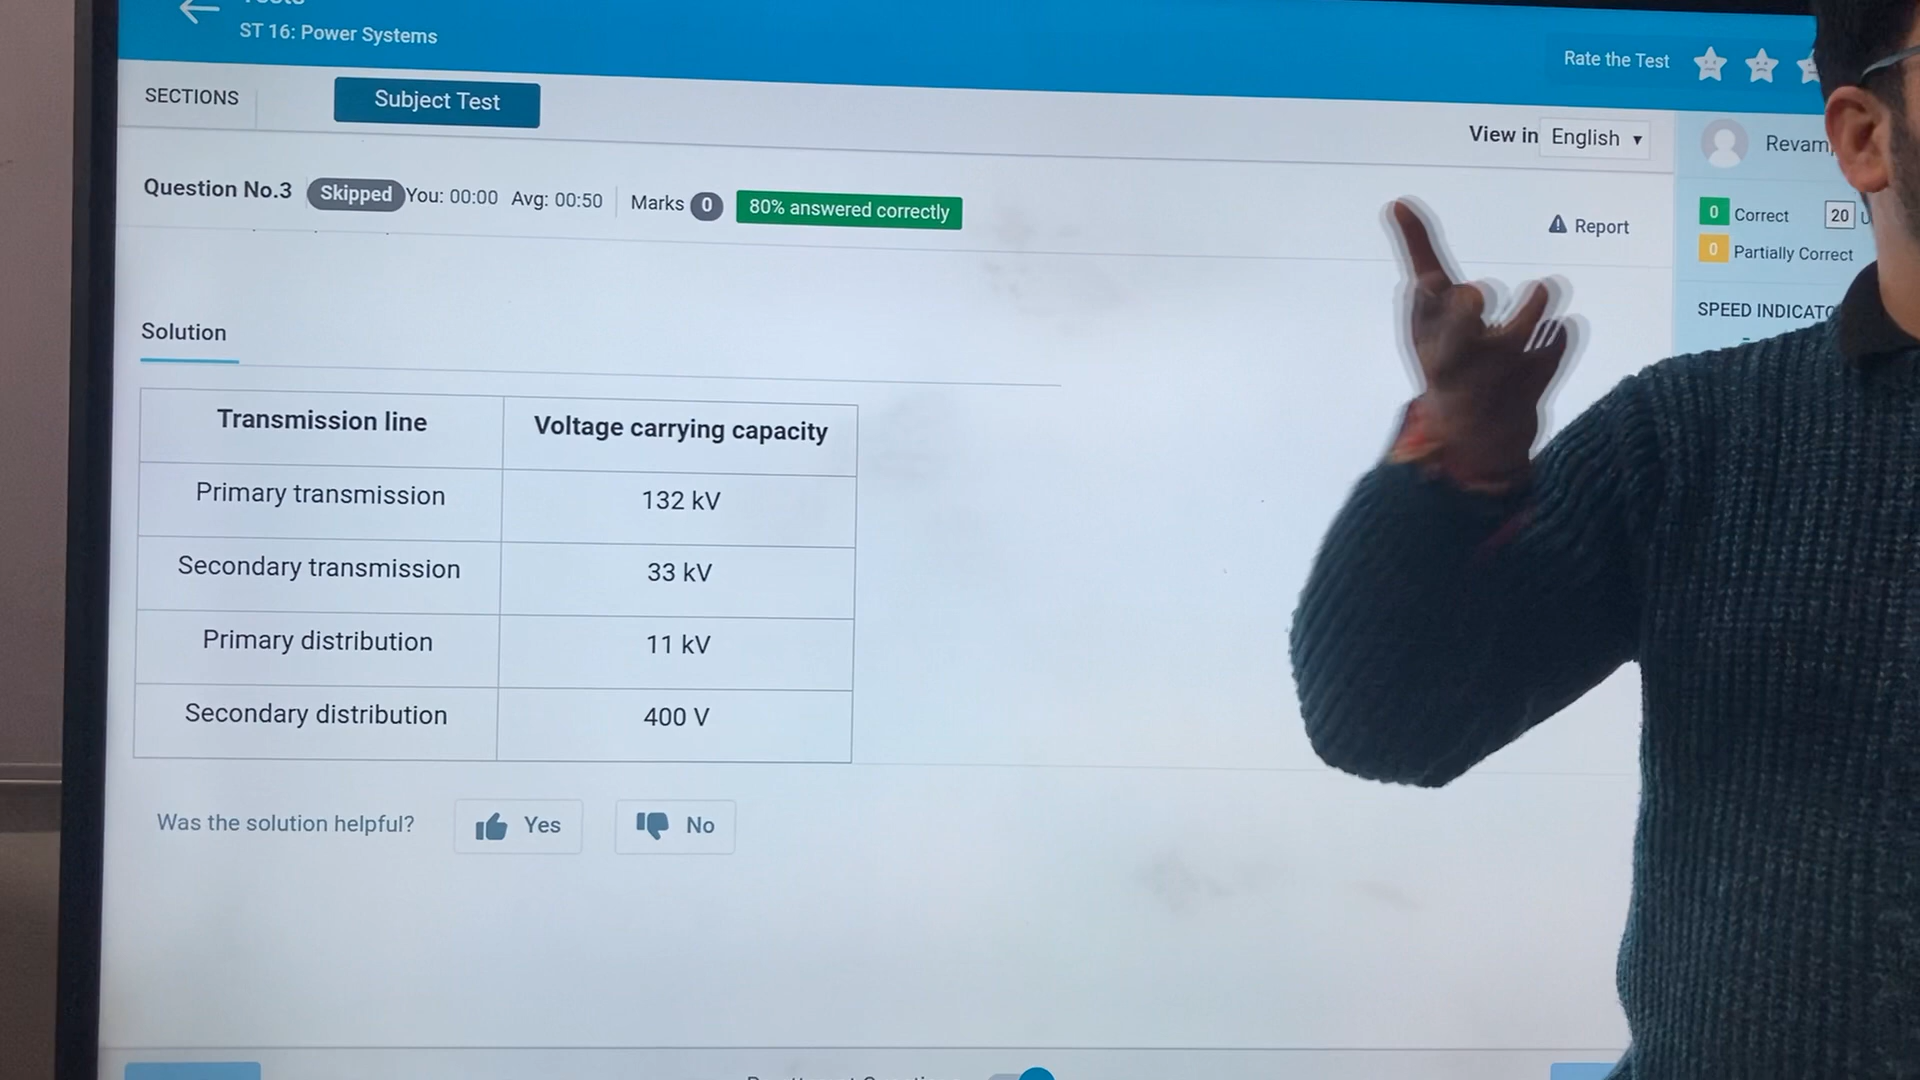 ST 16: Power Systems
Rate the Test
SECTIONS
Subject Test
View in English
Question No.3 Skipped You: 00:00 Avg: 00:50 Marks 0 80% answered correctly
Report
0 Correct 20
0 Partially Correct
SPEED
Solution
Transmission line Voltage carrying capacity
Primary transmission 132 kV
Secondary transmission 33 kV
Primary distribution 11 kV
Secondary distribution 400 V
Was the solution helpful? Yes No